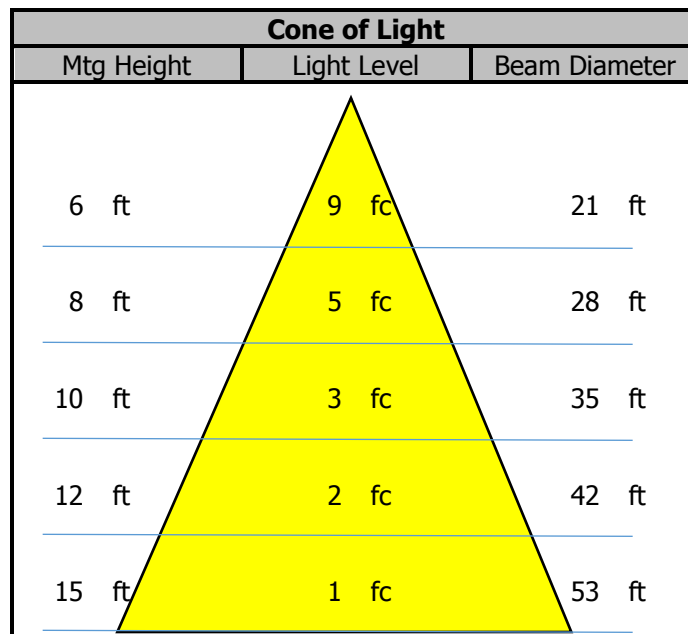 Cone of Light
Mtg Height Light Level Beam Diameter
6 ft 9 fc 21 ft
8 ft 5 fc 28 ft
10 ft 3 fc 35 ft
12 ft 2 fc 42 ft
15 ft 1 fc 53 ft